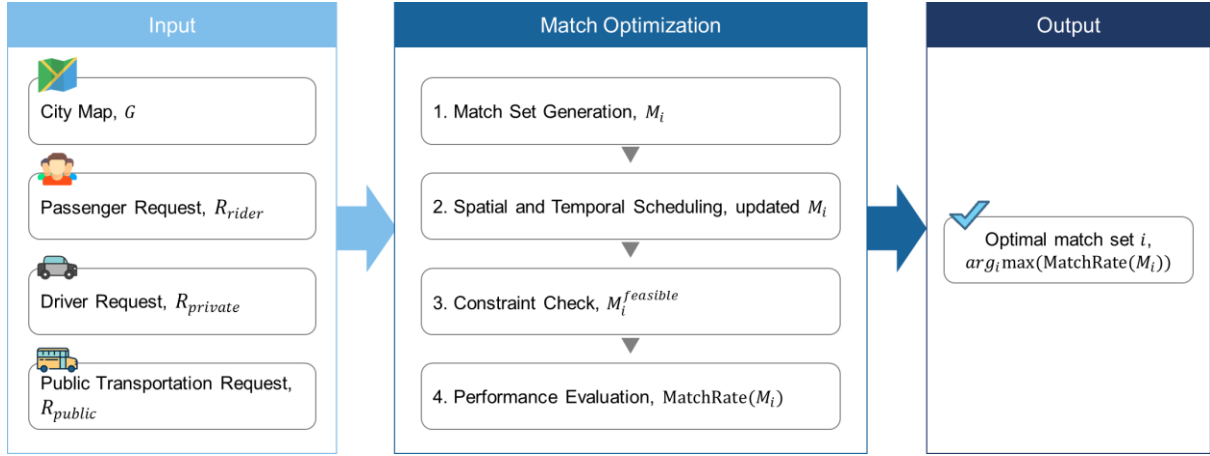 Input
City Map, G
Passenger Request, R_rider
Driver Request, R_private
Public Transportation Request,
R_public
Match Optimization
1. Match Set Generation, M_i
2. Spatial and Temporal Scheduling, updated M_i
3. Constraint Check, M_i^feasible
4. Performance Evaluation, MatchRate(M_i)
Output
Optimal match set i,
arg_i max(MatchRate(M_i))